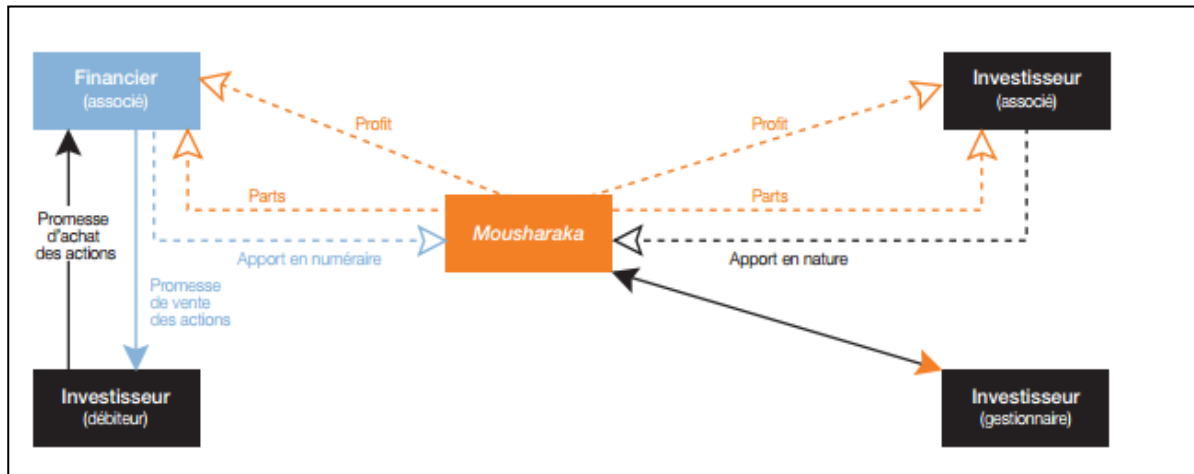 Financier
(associé)
Investisseur
(associé)
Profit
Profit
Parts
Parts
Mousharaka
Promesse
d'achat
des actions
Apport en numéraire
Apport en nature
Promesse
de vente
des actions
Investisseur
(débiteur)
Investisseur
(gestionnaire)